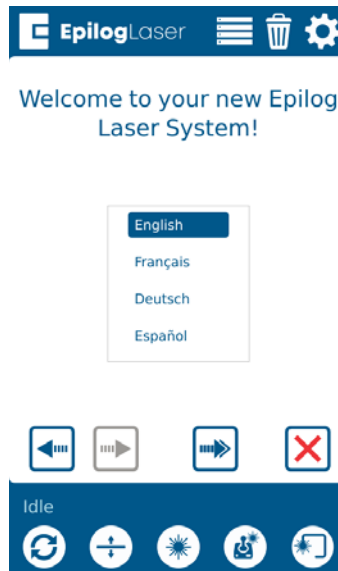 EpilogLaser
Welcome to your new Epilog
Laser System!
English
Français
Deutsch
Español
Idle